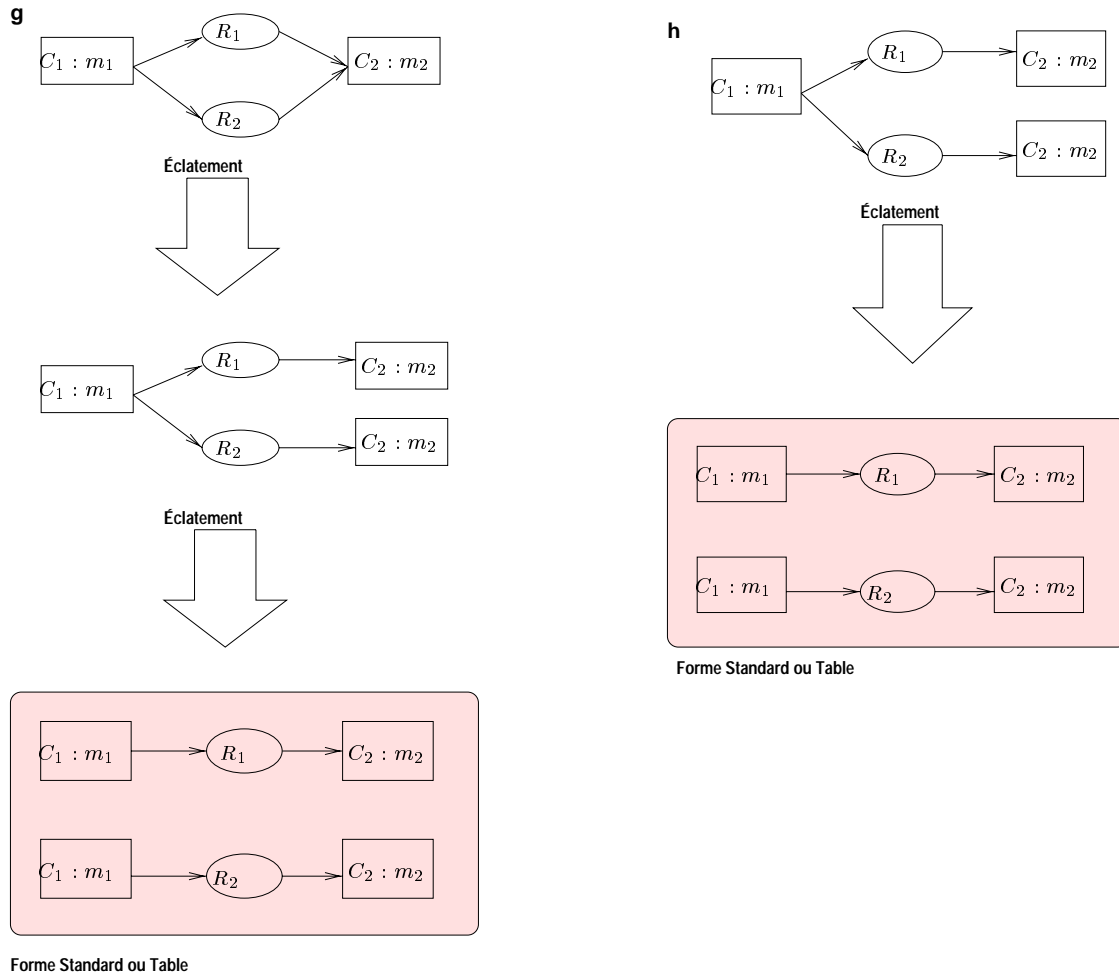 g
R₁
C₁ : m₁
C₂ : m₂
R₂
Éclatement
R₁
C₂ : m₂
C₁ : m₁
R₂
C₂ : m₂
Éclatement
C₁ : m₁
R₁
C₂ : m₂
C₁ : m₁
R₂
C₂ : m₂
Forme Standard ou Table
h
R₁
C₂ : m₂
C₁ : m₁
R₂
C₂ : m₂
Éclatement
C₁ : m₁
R₁
C₂ : m₂
C₁ : m₁
R₂
C₂ : m₂
Forme Standard ou Table